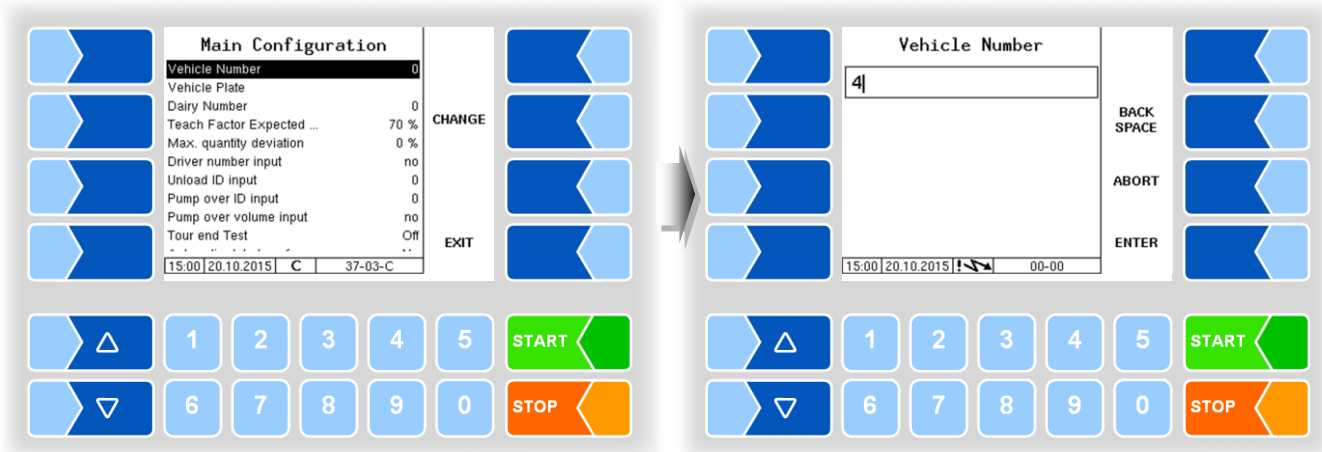 Main Configuration
Vehicle Number 0
Vehicle Plate
Dairy Number 0
Teach Factor Expected ... 70 %
Max. quantity deviation 0 %
Driver number input no
Unload ID input 0
Pump over ID input 0
Pump over volume input no
Tour end Test Off
15:00 20.10.2015 C 37-03-C
CHANGE
EXIT
1 2 3 4 5 START
6 7 8 9 0 STOP
Vehicle Number
4
BACK
SPACE
ABORT
ENTER
15:00 20.10.2015 ! 00-00
1 2 3 4 5 START
6 7 8 9 0 STOP